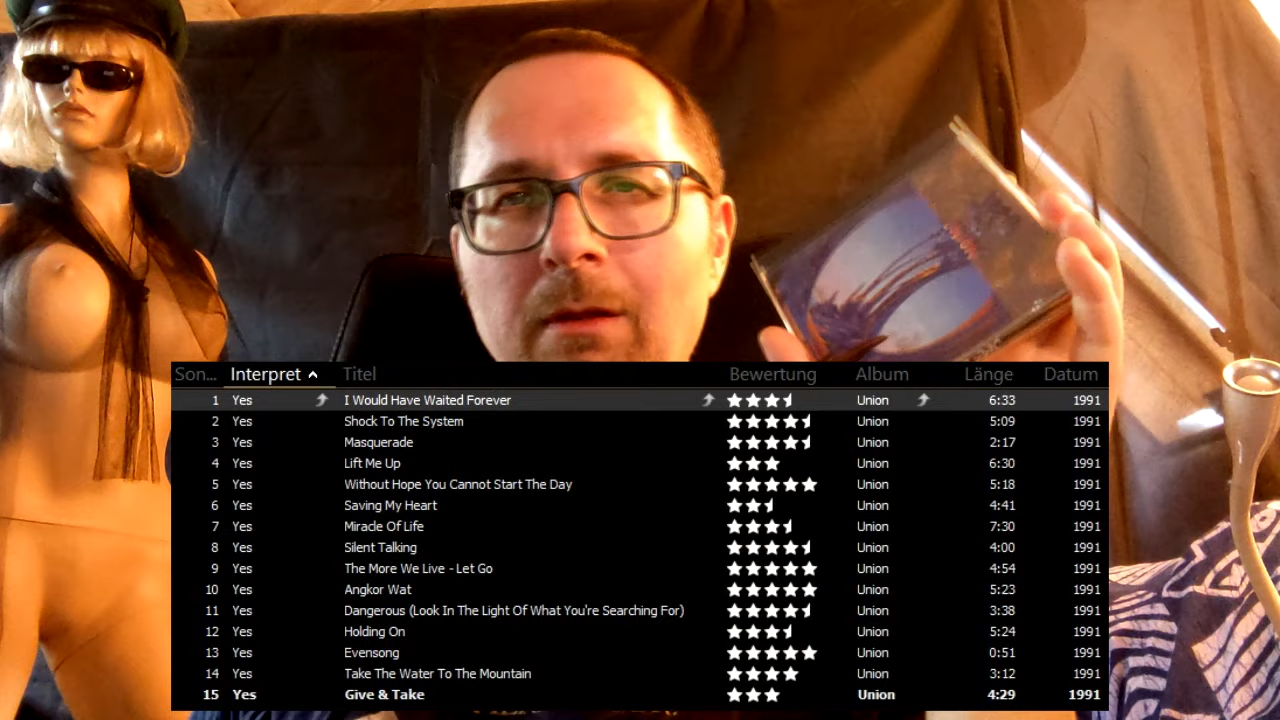 Son... Interpret Titel Bewertung Album Länge Datum
1 Yes I Would Have Waited Forever Union 6:33 1991
2 Yes Shock To The System Union 5:09 1991
3 Yes Masquerade Union 2:17 1991
4 Yes Lift Me Up Union 6:30 1991
5 Yes Without Hope You Cannot Start The Day Union 5:18 1991
6 Yes Saving My Heart Union 4:41 1991
7 Yes Miracle Of Life Union 7:30 1991
8 Yes Silent Talking Union 4:00 1991
9 Yes The More We Live - Let Go Union 4:54 1991
10 Yes Angkor Wat Union 5:23 1991
11 Yes Dangerous (Look In The Light Of What You're Searching For) Union 3:38 1991
12 Yes Holding On Union 5:24 1991
13 Yes Evensong Union 0:51 1991
14 Yes Take The Water To The Mountain Union 3:12 1991
15 Yes Give & Take Union 4:29 1991